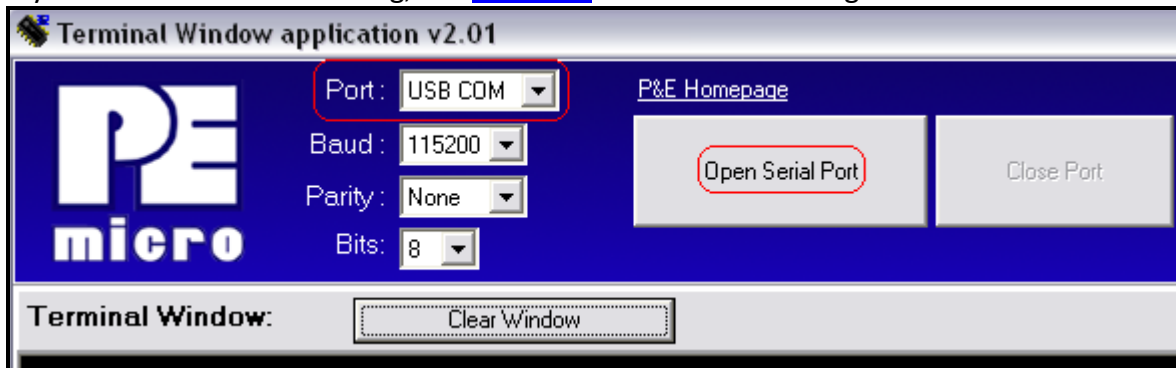 Terminal Window application v2.01
PE
micro
Port: USB COM
Baud: 115200
Parity: None
Bits: 8
P&E Homepage
Open Serial Port
Close Port
Terminal Window:
Clear Window